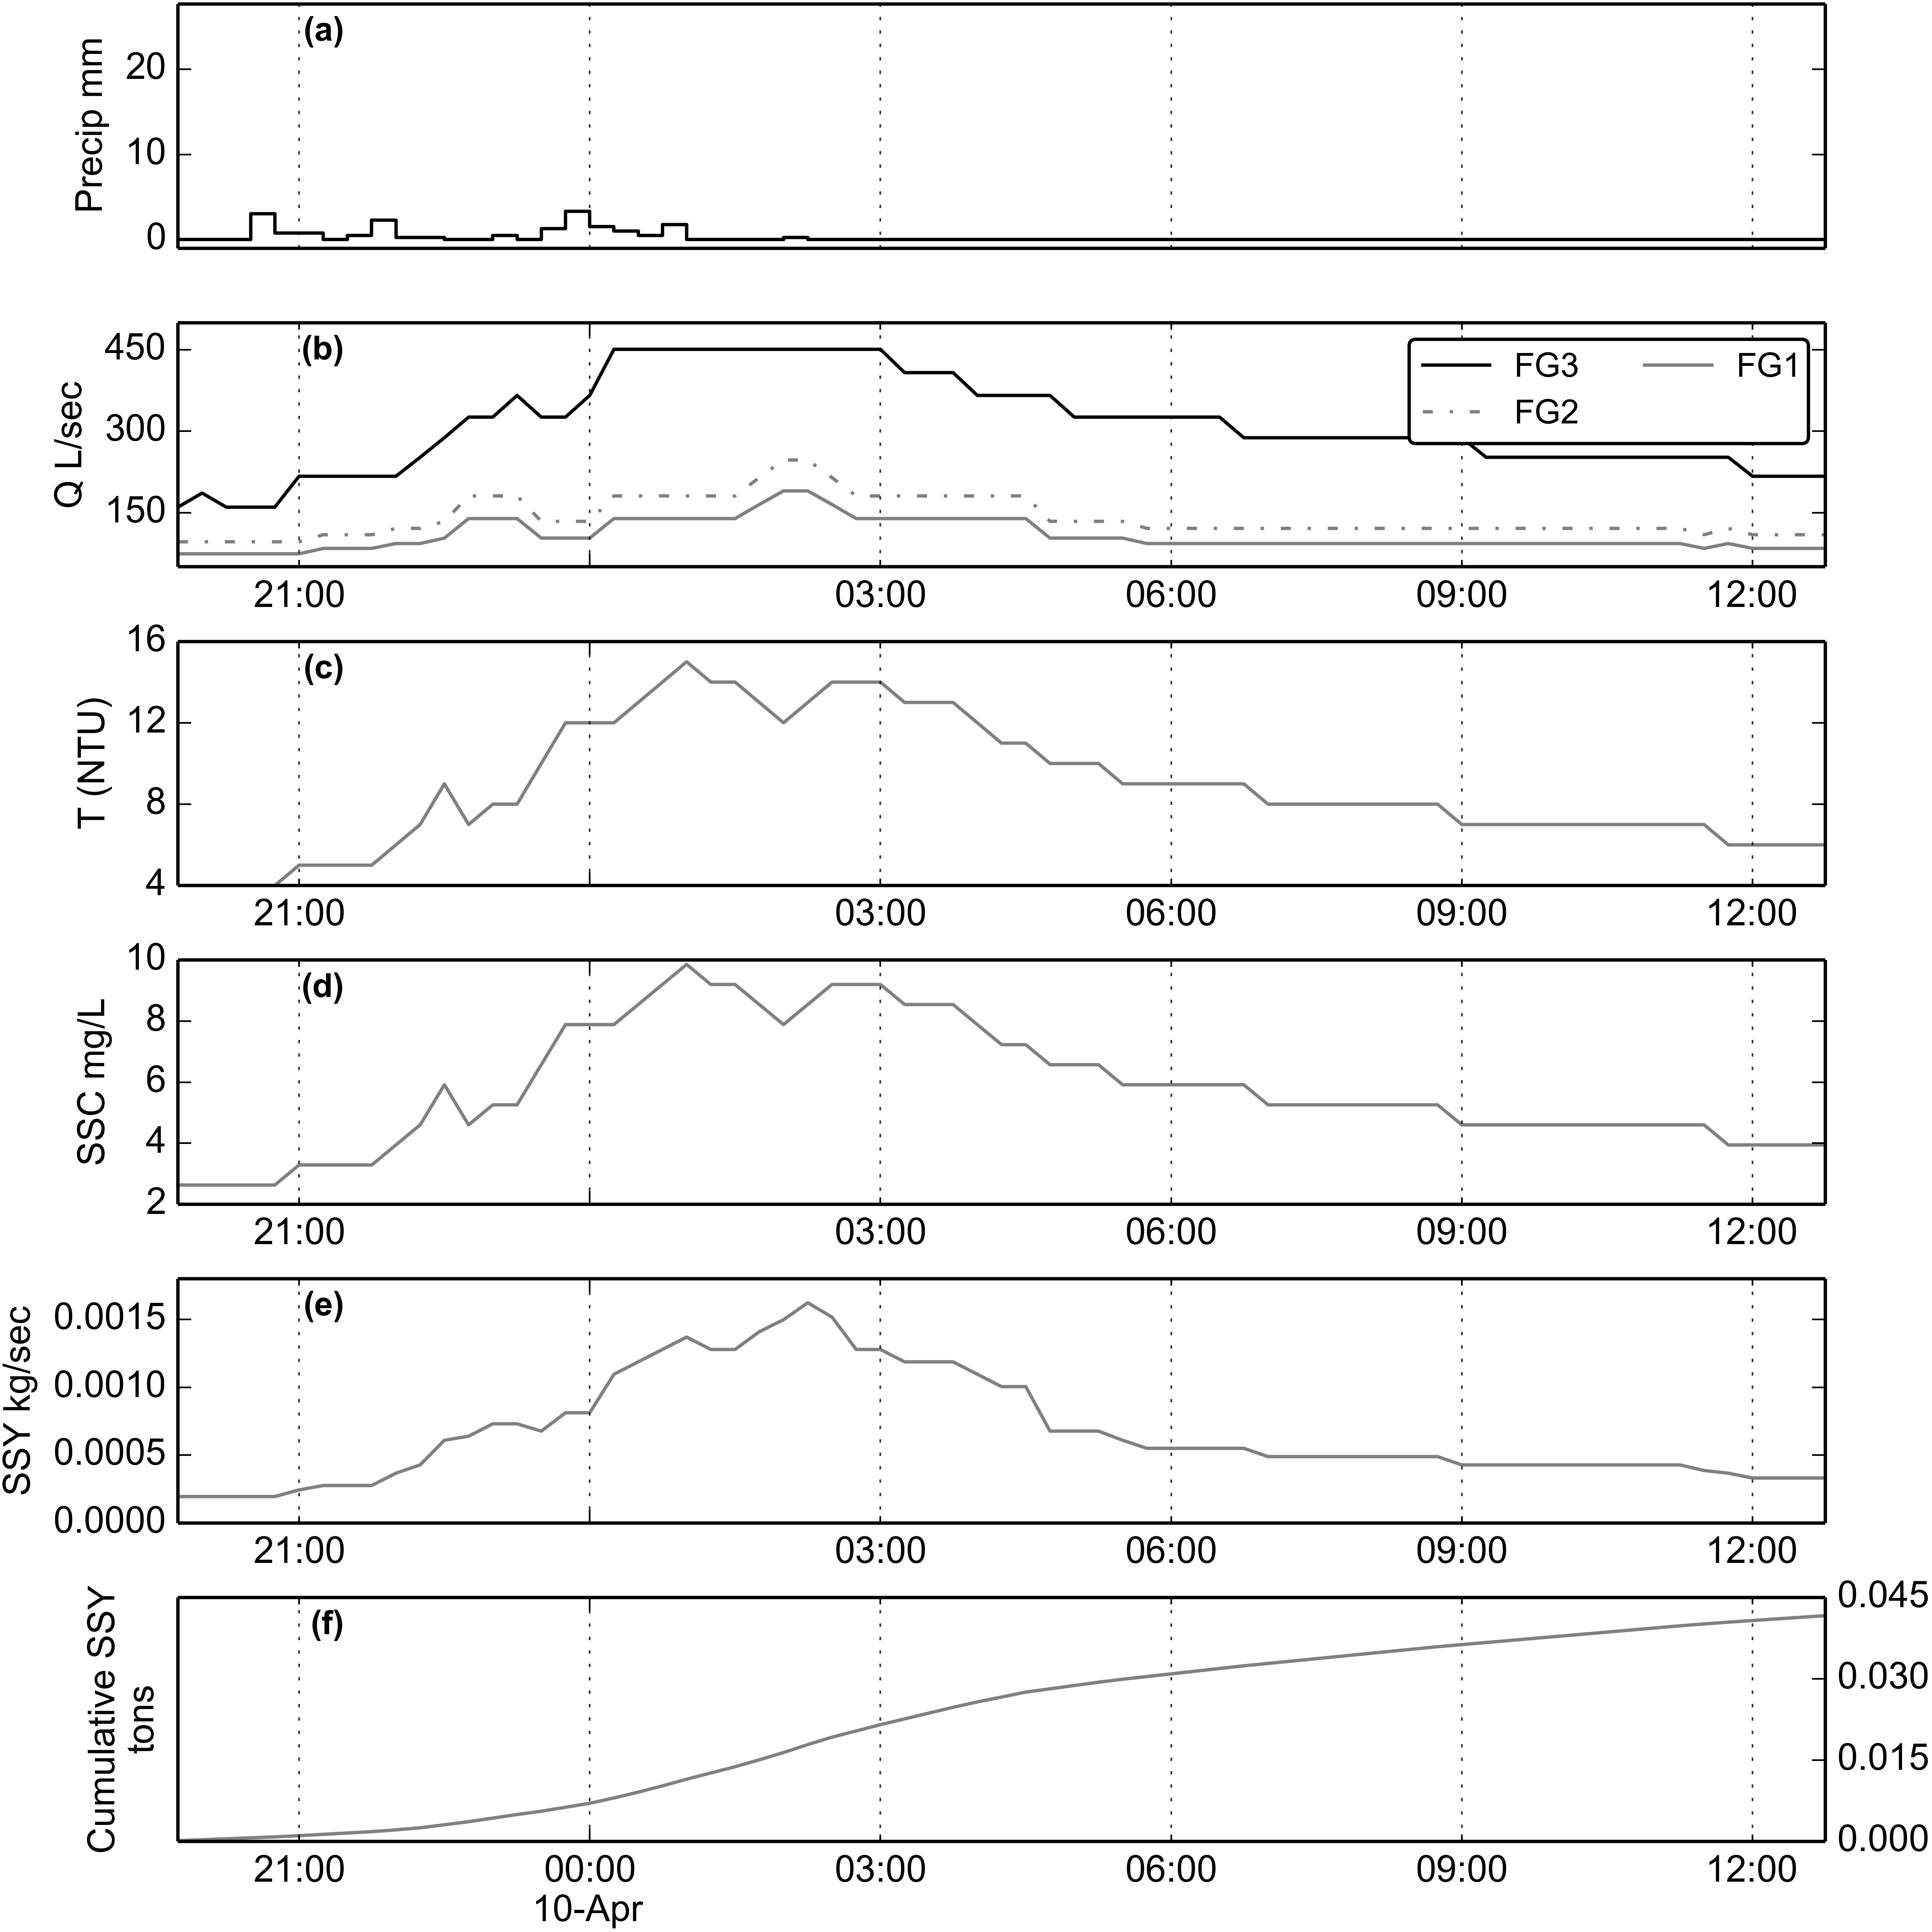 (a)
Precip mm
20
10
0
(b)
Q L/sec
450
300
150
FG3 FG1
FG2
21:00 03:00 06:00 09:00 12:00
(c)
T (NTU)
16
12
8
4
21:00 03:00 06:00 09:00 12:00
(d)
SSC mg/L
10
8
6
4
2
21:00 03:00 06:00 09:00 12:00
(e)
SSY kg/sec
0.0015
0.0010
0.0005
0.0000
21:00 03:00 06:00 09:00 12:00
(f)
Cumulative SSY
tons
0.045
0.030
0.015
0.000
21:00 00:00 03:00 06:00 09:00 12:00
10-Apr